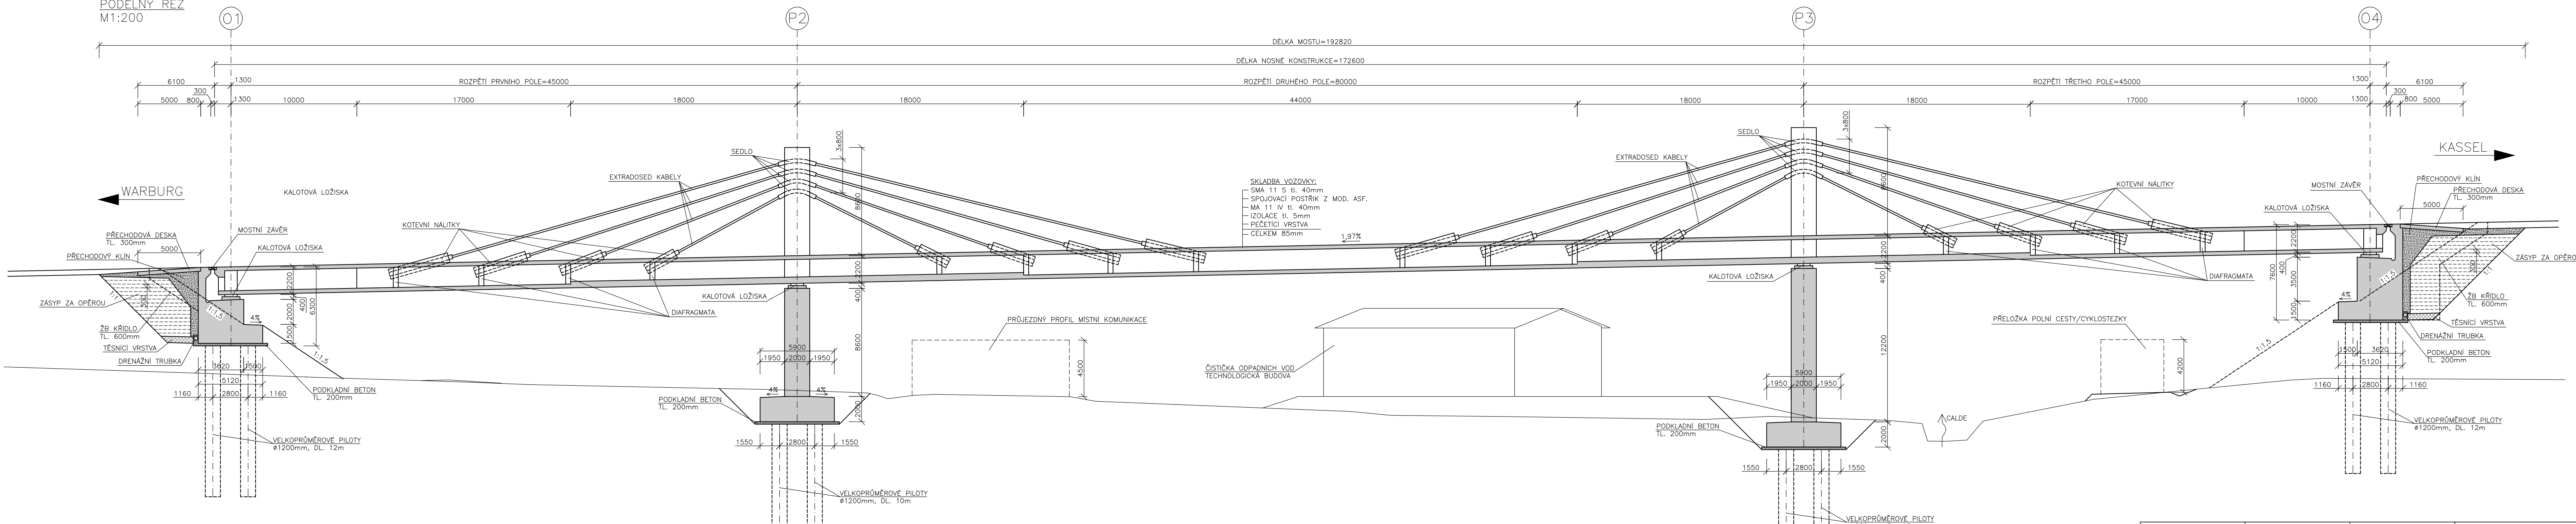 PODÉLNÝ ŘEZ
M1:200
O1
P2
P3
O4
DÉLKA MOSTU=192820
DÉLKA NOSNÉ KONSTRUKCE=172600
6100
1300
ROZPĚTÍ PRVNÍHO POLE=45000
ROZPĚTÍ DRUHÉHO POLE=80000
ROZPĚTÍ TŘETÍHO POLE=45000
1300
6100
300
300
5000
800
1300
10000
17000
18000
18000
44000
18000
18000
17000
10000
1300
800
5000
WARBURG
KALOTOVÁ LOŽISKA
SEDLO
3x800
8600
EXTRADOSED KABELY
KOTEVNÍ NÁLITKY
SKLADBA VOZOVKY:
SMA 11 S tl. 40mm
SPOJOVACÍ POSTŘIK Z MOD. ASF.
MA 11 IV tl. 40mm
IZOLACE tl. 5mm
PEČETÍCÍ VRSTVA
CELKEM 85mm
1,97%
EXTRADOSED KABELY
SEDLO
3x800
8600
KOTEVNÍ NÁLITKY
KASSEL
MOSTNÍ ZÁVĚR
PŘECHODOVÝ KLÍN
PŘECHODOVÁ DESKA
TL. 300mm
KALOTOVÁ LOŽISKA
5000
PŘECHODOVÁ DESKA
TL. 300mm
MOSTNÍ ZÁVĚR
5000
KALOTOVÁ LOŽISKA
PŘECHODOVÝ KLÍN
ZÁSYP ZA OPĚROU
1:1
1:1,5
4%
2200
400
2000
1500
6300
ŽB KŘÍDLO
TL. 600mm
TĚSNÍCÍ VRSTVA
DRENÁŽNÍ TRUBKA
1:1,5
3620
1500
5120
1160
2800
1160
PODKLADNÍ BETON
TL. 200mm
VELKOPRŮMĚROVÉ PILOTY
ø1200mm, DL. 12m
DIAFRAGMATA
KALOTOVÁ LOŽISKA
2200
400
8600
2000
5900
1950
2000
1950
4%
4%
PODKLADNÍ BETON
TL. 200mm
1550
2800
1550
VELKOPRŮMĚROVÉ PILOTY
ø1200mm, DL. 10m
PRŮJEZDNÝ PROFIL MÍSTNÍ KOMUNIKACE
4500
ČISTIČKA ODPADNÍCH VOD
TECHNOLOGICKÁ BUDOVA
KALOTOVÁ LOŽISKA
2200
400
12200
2000
5900
1950
2000
1950
PODKLADNÍ BETON
TL. 200mm
1550
2800
1550
VELKOPRŮMĚROVÉ PILOTY
CALDE
DIAFRAGMATA
PŘELOŽKA POLNÍ CESTY/CYKLOSTEZKY
4200
1:1,5
2200
400
3500
1500
7600
4%
1:1,5
1:1
ZÁSYP ZA OPĚRO
ŽB KŘÍDLO
TL. 600mm
TĚSNÍCÍ VRSTVA
DRENÁŽNÍ TRUBKA
PODKLADNÍ BETON
TL. 200mm
1500
3620
5120
1160
2800
1160
VELKOPRŮMĚROVÉ PILOTY
ø1200mm, DL. 12m